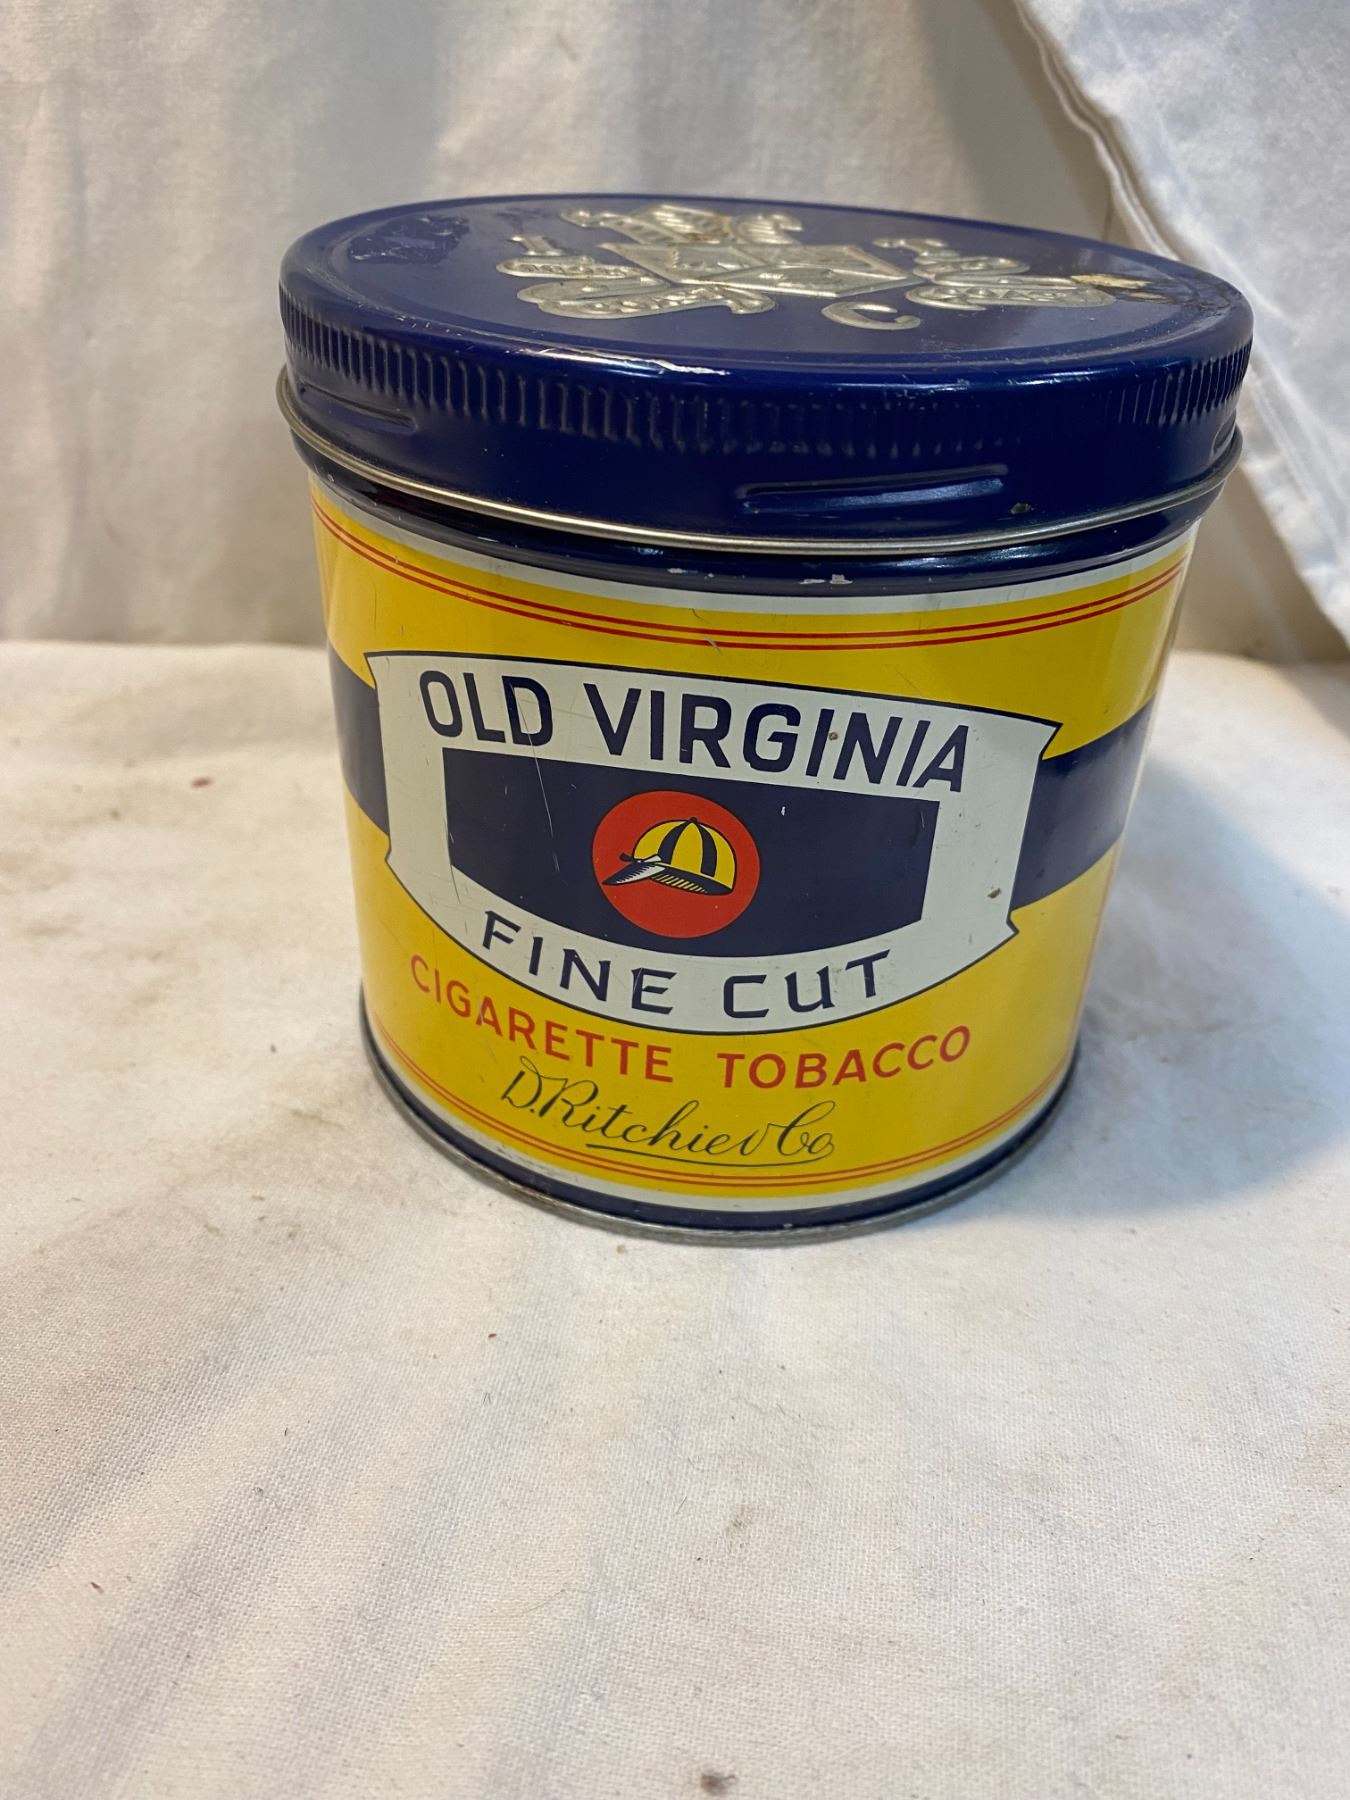 OLD VIRGINIA
FINE CUT
CIGARETTE TOBACCO
D. Ritchie & Co